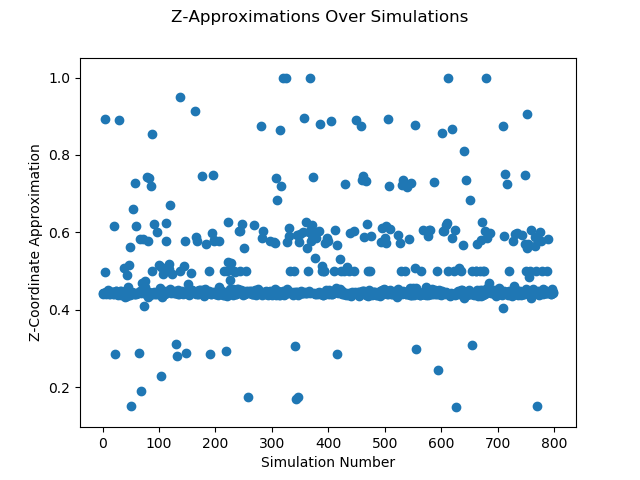 Z-Approximations Over Simulations
1.0
0.8
0.6
0.4
0.2
Z-Coordinate Approximation
0 100 200 300 400 500 600 700 800
Simulation Number